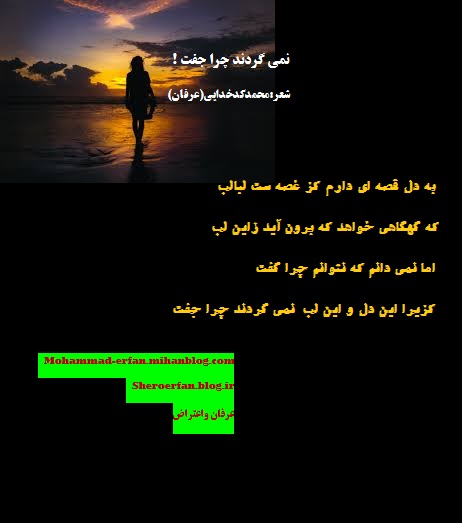 نمی گردند چرا جفت !
شعر:محمدکدخدایی(عرفان)
به دل قصه ای دارم کز غصه ست لبالب
که گهگاهی خواهد که برون آید زاین لب
اما نمی دانم که نتوانم چرا گفت
کزیرا این دل و این لب نمی گردند چرا جفت
Mohammad-erfan.mihanblog.com
Sheroerfan.blog.ir
عرفان واعتراض